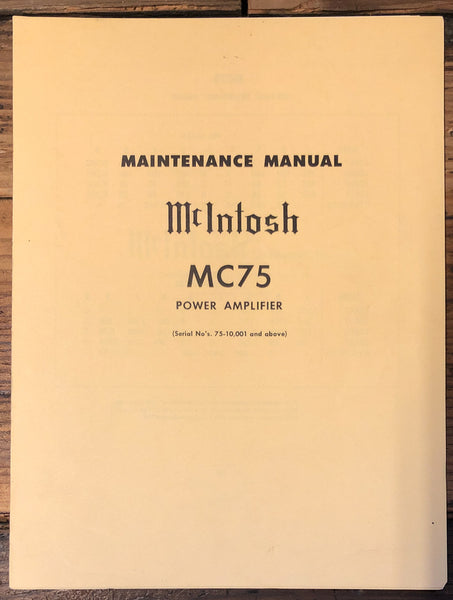 MAINTENANCE MANUAL
McIntosh
MC75
POWER AMPLIFIER
(Serial No's. 75-10,001 and above)